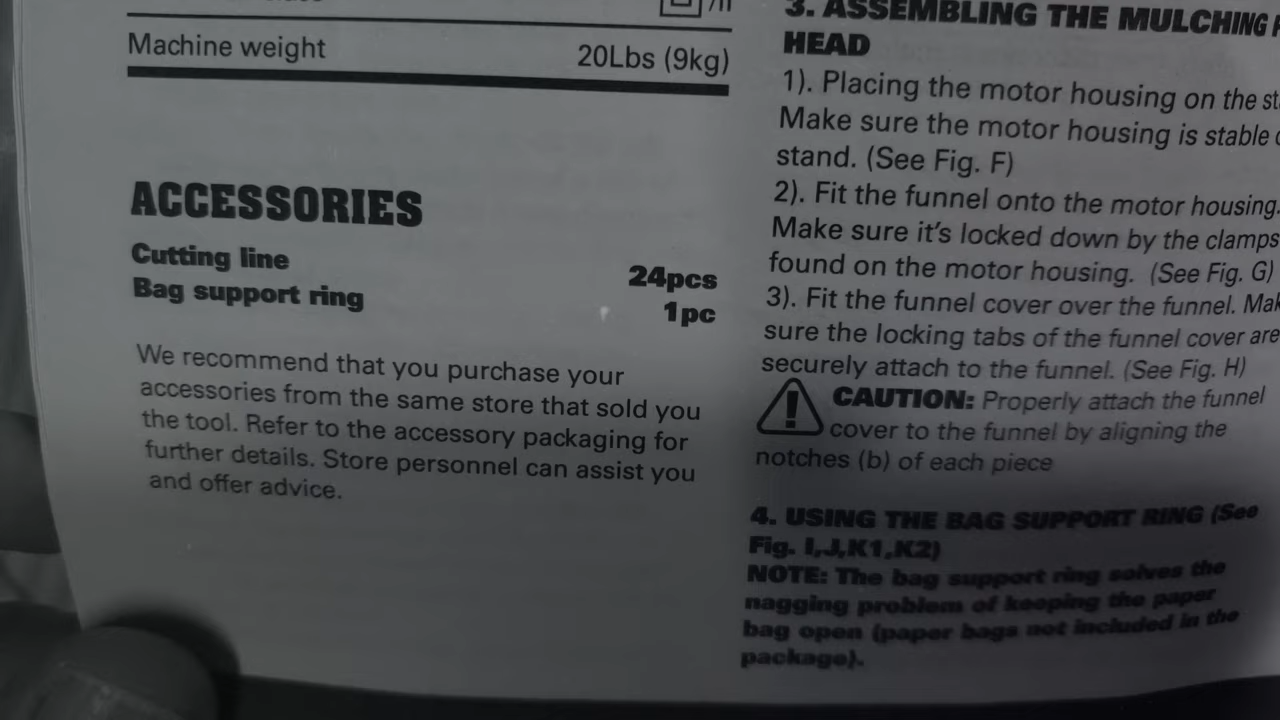 /II
Machine weight 20Lbs (9kg)
ACCESSORIES
Cutting line 24pcs
Bag support ring 1pc
We recommend that you purchase your
accessories from the same store that sold you
the tool. Refer to the accessory packaging for
further details. Store personnel can assist you
and offer advice.
3. ASSEMBLING THE MULCHING
HEAD
1). Placing the motor housing on the
Make sure the motor housing is stable
stand. (See Fig. F)
2). Fit the funnel onto the motor housing.
Make sure it's locked down by the clamps
found on the motor housing. (See Fig. G)
3). Fit the funnel cover over the funnel.
sure the locking tabs of the funnel cover are
securely attach to the funnel. (See Fig. H)
CAUTION: Properly attach the funnel
cover to the funnel by aligning the
notches (b) of each piece
4. USING THE BAG SUPPORT RING (See
Fig. I,J,K1,K2)
NOTE: The bag support ring solves the
nagging problem of keeping the paper
bag open (paper bags not included in the
package).